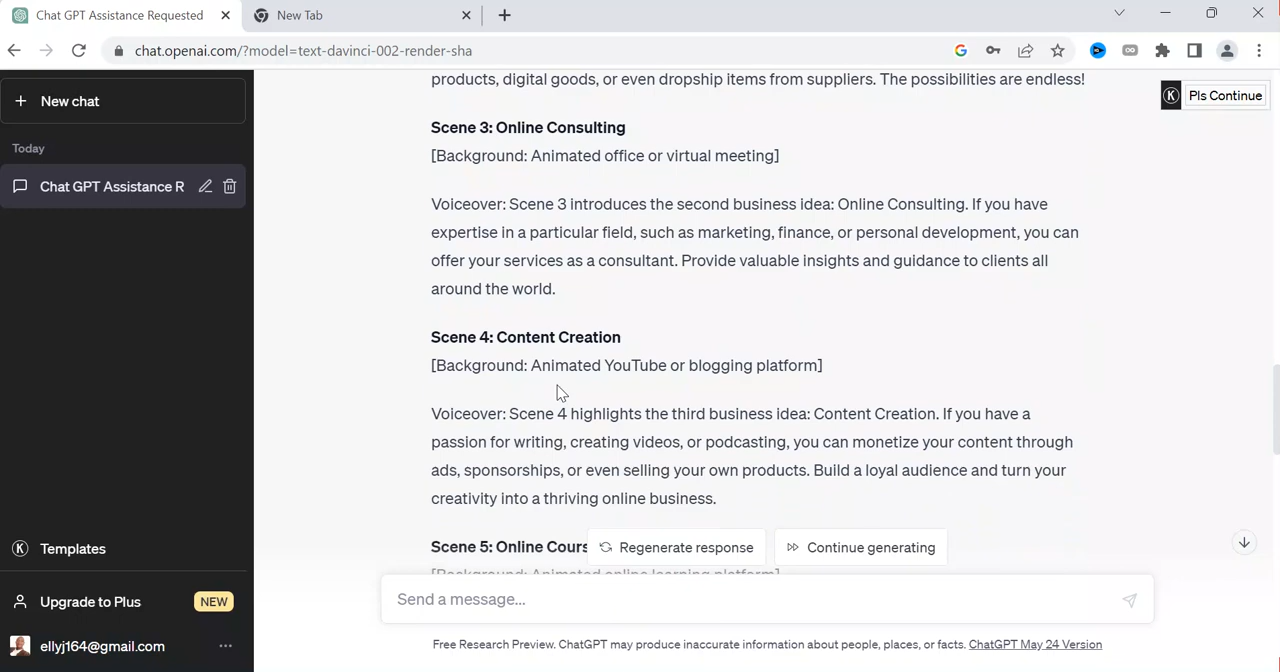 Chat GPT Assistance Requested
New Tab
chat.openai.com/?model=text-davinci-002-render-sha
New chat
Today
Chat GPT Assistance R
Templates
Upgrade to Plus
NEW
ellyj164@gmail.com
products, digital goods, or even dropship items from suppliers. The possibilities are endless!
K Pls Continue
Scene 3: Online Consulting
[Background: Animated office or virtual meeting]
Voiceover: Scene 3 introduces the second business idea: Online Consulting. If you have
expertise in a particular field, such as marketing, finance, or personal development, you can
offer your services as a consultant. Provide valuable insights and guidance to clients all
around the world.
Scene 4: Content Creation
[Background: Animated YouTube or blogging platform]
Voiceover: Scene 4 highlights the third business idea: Content Creation. If you have a
passion for writing, creating videos, or podcasting, you can monetize your content through
ads, sponsorships, or even selling your own products. Build a loyal audience and turn your
creativity into a thriving online business.
Scene 5: Online Cours
Regenerate response
Continue generating
[Background: Animated online learning platform]
Send a message...
Free Research Preview. ChatGPT may produce inaccurate information about people, places, or facts. ChatGPT May 24 Version